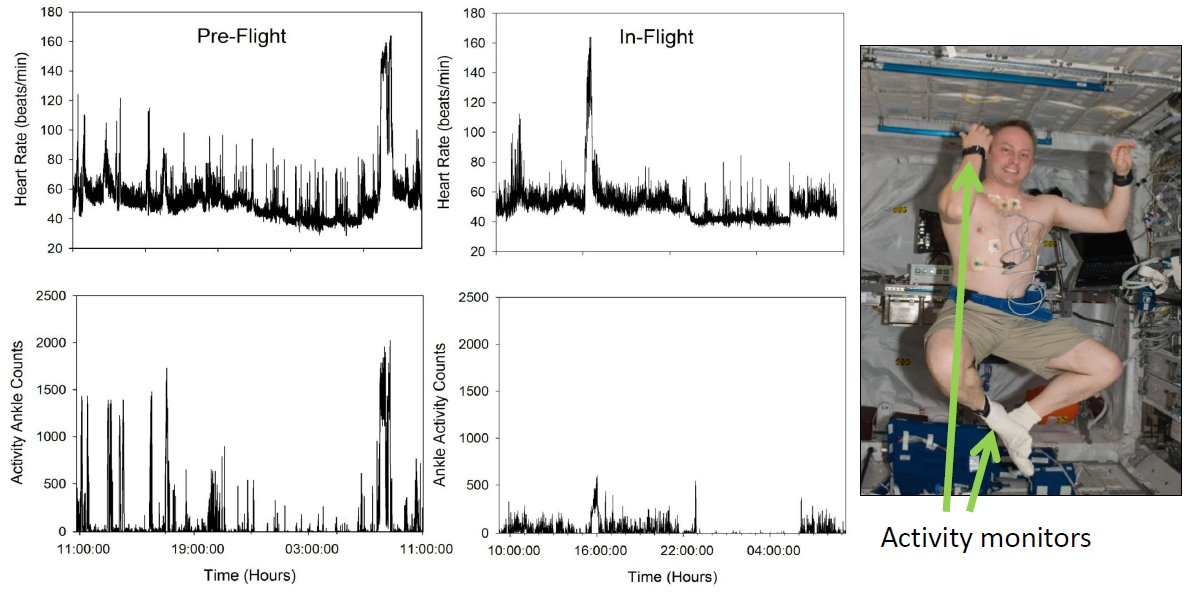 Pre-Flight
Heart Rate (beats/min)
180
160
140
120
100
80
60
40
20
In-Flight
Heart Rate (beats/min)
180
160
140
120
100
80
60
40
20
Activity Ankle Counts
2500
2000
1500
1000
500
0
11:00:00 19:00:00 03:00:00 11:00:00
Time (Hours)
Ankle Activity Counts
2500
2000
1500
1000
500
0
10:00:00 16:00:00 22:00:00 04:00:00
Time (Hours)
Activity monitors